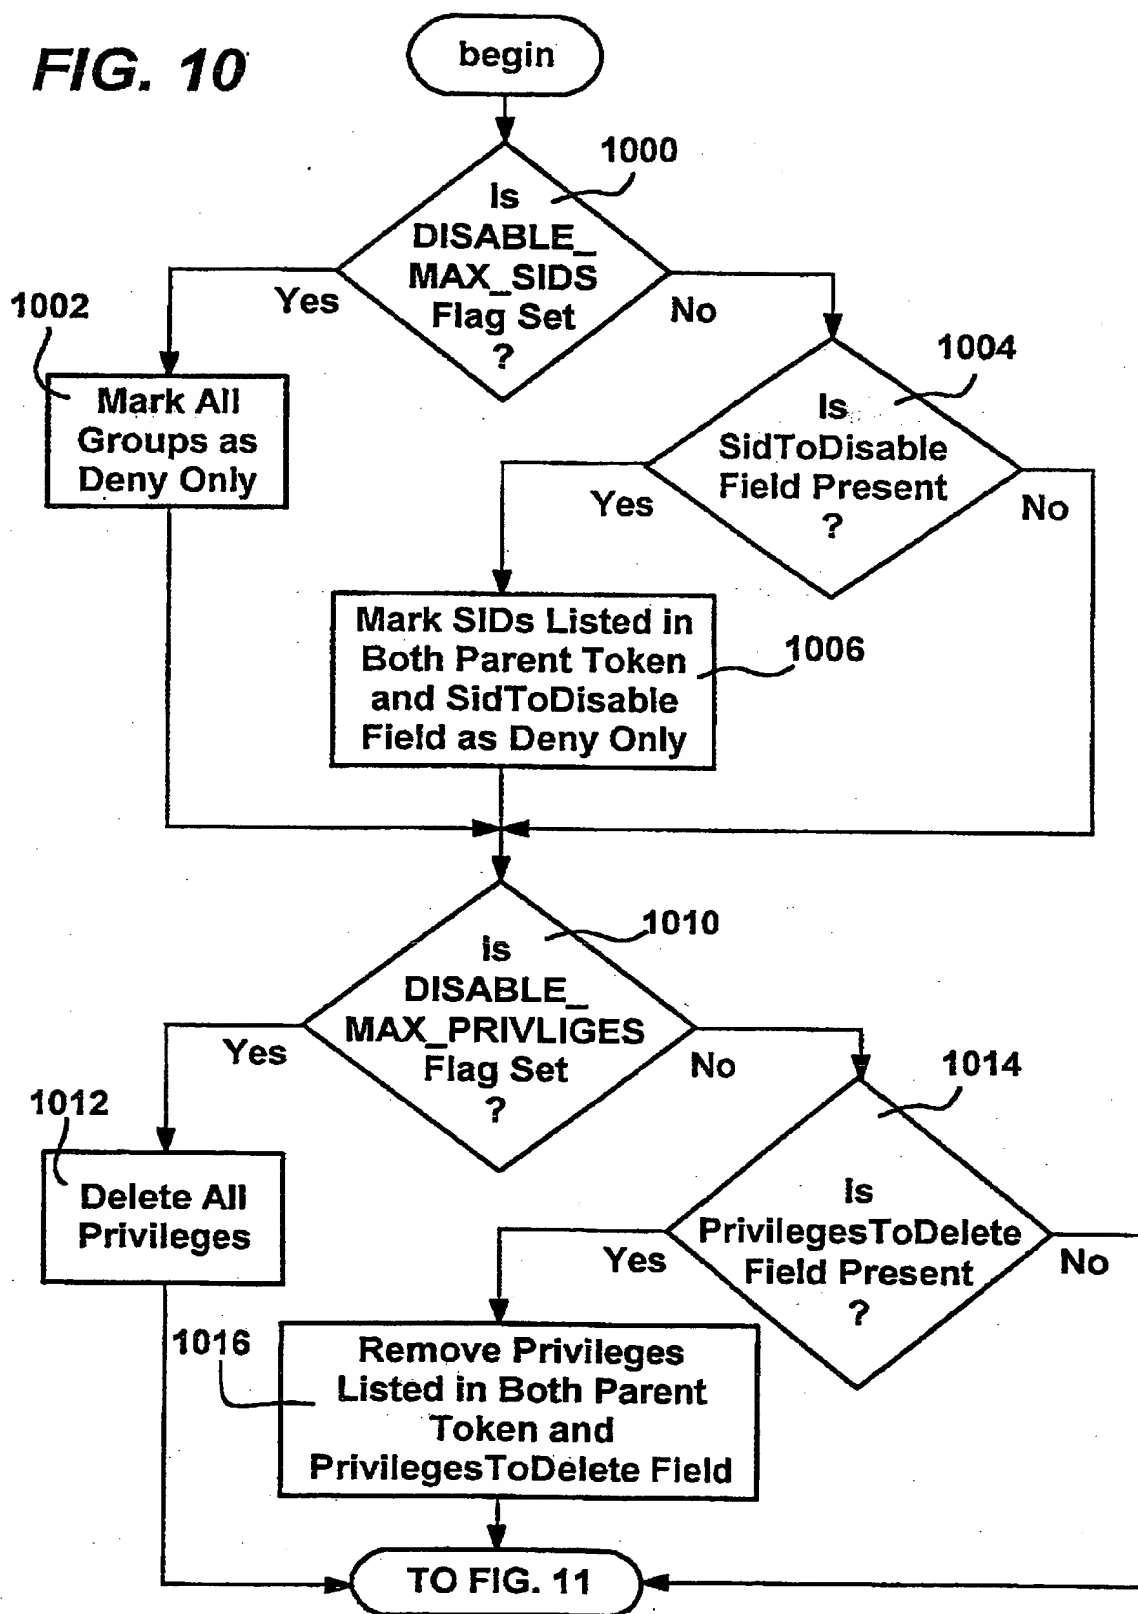 FIG. 10
begin
1000
Is
DISABLE_
MAX_SIDS
Flag Set
?
Yes
No
1002
Mark All
Groups as
Deny Only
1004
Is
SidToDisable
Field Present
?
Yes
No
Mark SIDs Listed in
Both Parent Token
and SidToDisable
Field as Deny Only
1006
1010
is
DISABLE_
MAX_PRIVLIGES
Flag Set
?
Yes
No
1012
Delete All
Privileges
1014
Is
PrivilegesToDelete
Field Present
?
Yes
No
1016
Remove Privileges
Listed in Both Parent
Token and
PrivilegesToDelete Field
TO FIG. 11